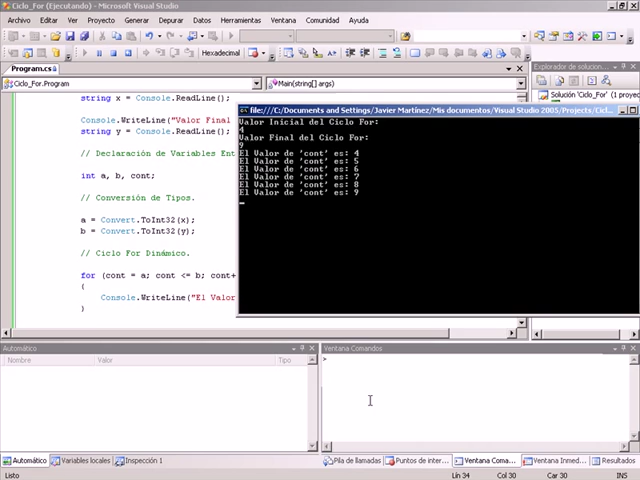 Ciclo_For (Ejecutando) - Microsoft Visual Studio
Archivo Editar Ver Proyecto Generar Depurar Datos Herramientas Ventana Comunidad Ayuda
Hexadecimal
Program.cs
Explorador de soluciones
Ciclo_For.Program
Main(string[] args)
Solución 'Ciclo_For' (1 proye
string x = Console.ReadLine();
Console.WriteLine("Valor Final
string y = Console.ReadLine();
// Declaración de Variables Ent
int a, b, cont;
// Conversión de Tipos.
a = Convert.ToInt32(x);
b = Convert.ToInt32(y);
// Ciclo For Dinámico.
for (cont = a; cont <= b; cont+
{
Console.WriteLine("El Valor
}
file:///C:/Documents and Settings/Javier Martínez/Mis documentos/Visual Studio 2005/Projects/Cicl...
Valor Inicial del Ciclo For:
4
Valor Final del Ciclo For:
9
El Valor de 'cont' es: 4
El Valor de 'cont' es: 5
El Valor de 'cont' es: 6
El Valor de 'cont' es: 7
El Valor de 'cont' es: 8
El Valor de 'cont' es: 9
Automático
Nombre Valor Tipo
Ventana Comandos
>
Automático Variables locales Inspección 1
Pila de llamadas Puntos de inter... Ventana Coma... Ventana Inmed... Resultados
Listo Lín 34 Col 30 Car 30 INS